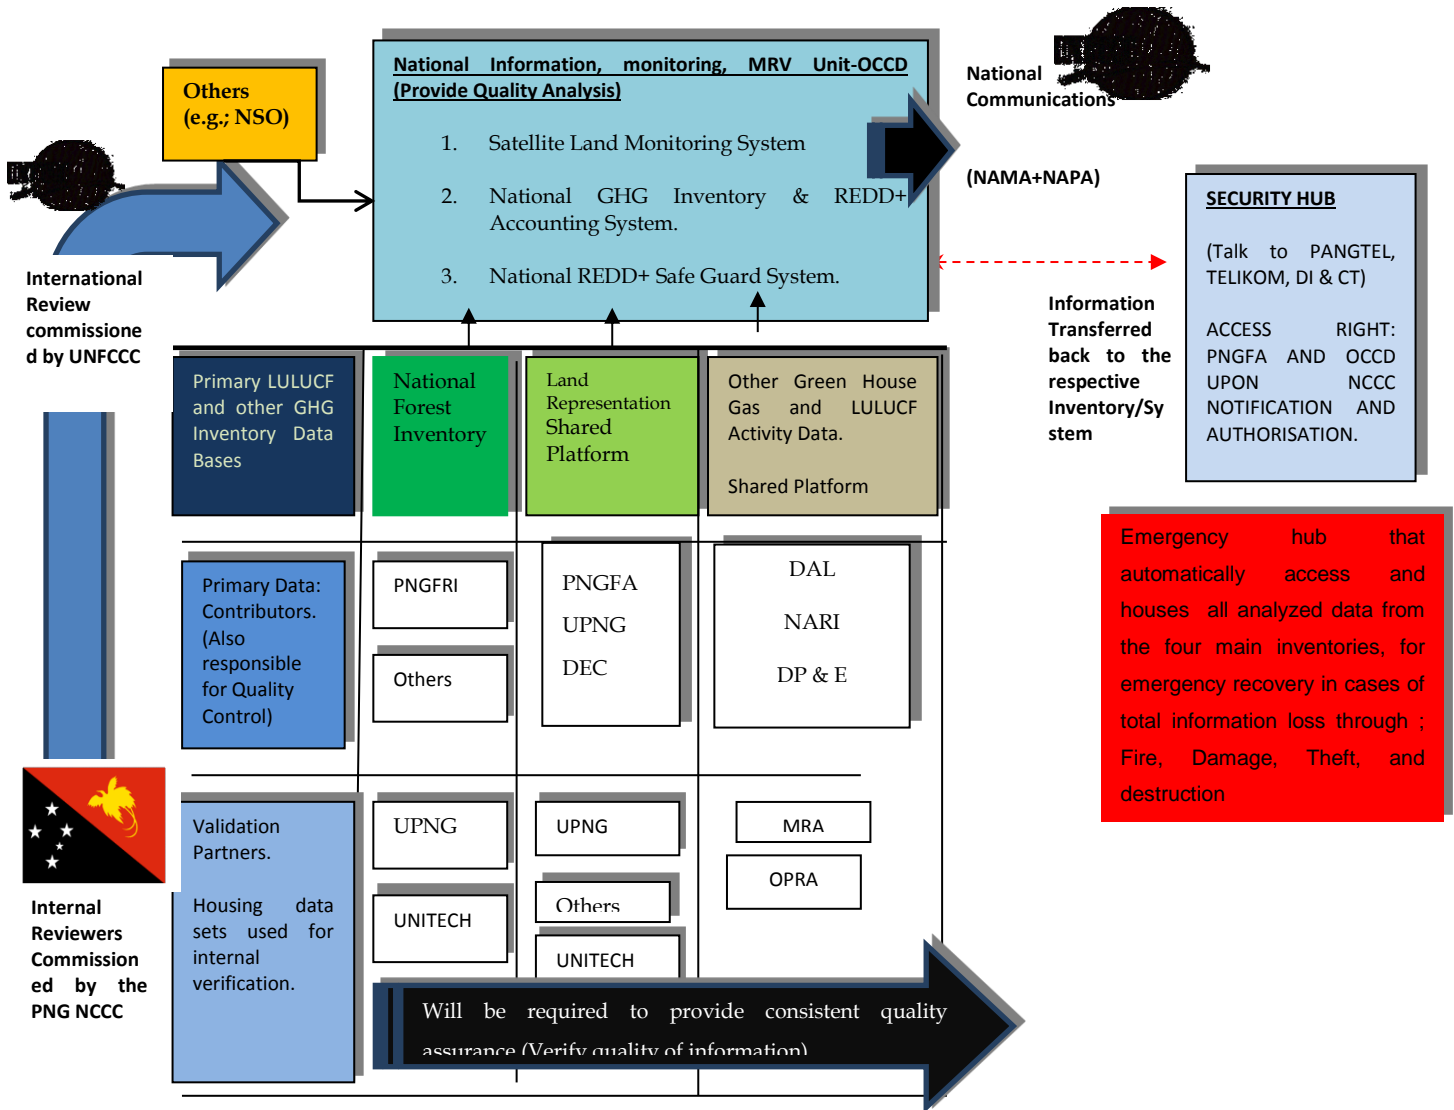 Others
(e.g.; NSO)
National Information, monitoring, MRV Unit-OCCD
(Provide Quality Analysis)
1. Satellite Land Monitoring System
2. National GHG Inventory & REDD+
Accounting System.
3. National REDD+ Safe Guard System.
National
Communications
(NAMA+NAPA)
SECURITY HUB
(Talk to PANGTEL,
TELIKOM, DI & CT)
ACCESS RIGHT:
PNGFA AND OCCD
UPON NCCC
NOTIFICATION AND
AUTHORISATION.
International
Review
commissione
d by UNFCCC
Information
Transferred
back to the
respective
Inventory/Sy
stem
Primary LULUCF
and other GHG
Inventory Data
Bases
National
Forest
Inventory
Land
Representation
Shared
Platform
Other Green House
Gas and LULUCF
Activity Data.
Shared Platform
Emergency hub that
automatically access and
houses all analyzed data from
the four main inventories, for
emergency recovery in cases of
total information loss through ;
Fire, Damage, Theft, and
destruction
Primary Data:
Contributors.
(Also
responsible
for Quality
Control)
PNGFRI
Others
PNGFA
UPNG
DEC
DAL
NARI
DP & E
Validation
Partners.
Housing data
sets used for
internal
verification.
UPNG
UNITECH
UPNG
Others
UNITECH
MRA
OPRA
Internal
Reviewers
Commission
ed by the
PNG NCCC
Will be required to provide consistent quality
assurance (Verify quality of information)